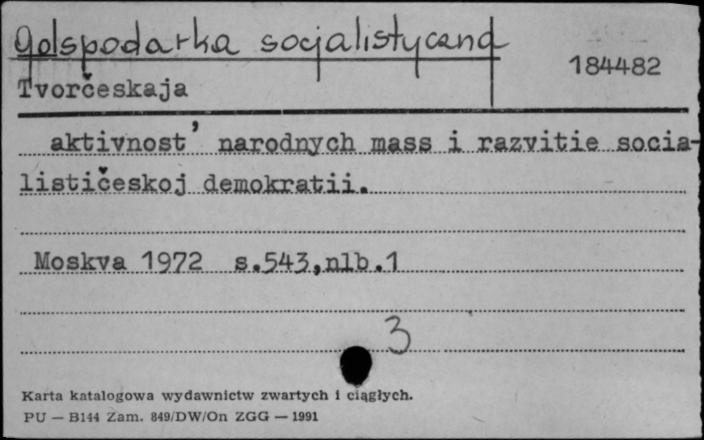 Gospodarka socjalistyczna
184482
Tvorčeskaja
aktivnost' narodnych mass i razvitie socia-
lističeskoj demokratii.
Moskva 1972 s.543,nlb.1
3
Karta katalogowa wydawnictw zwartych i ciągłych.
PU — B144 Zam. 849/DW/On ZGG — 1991